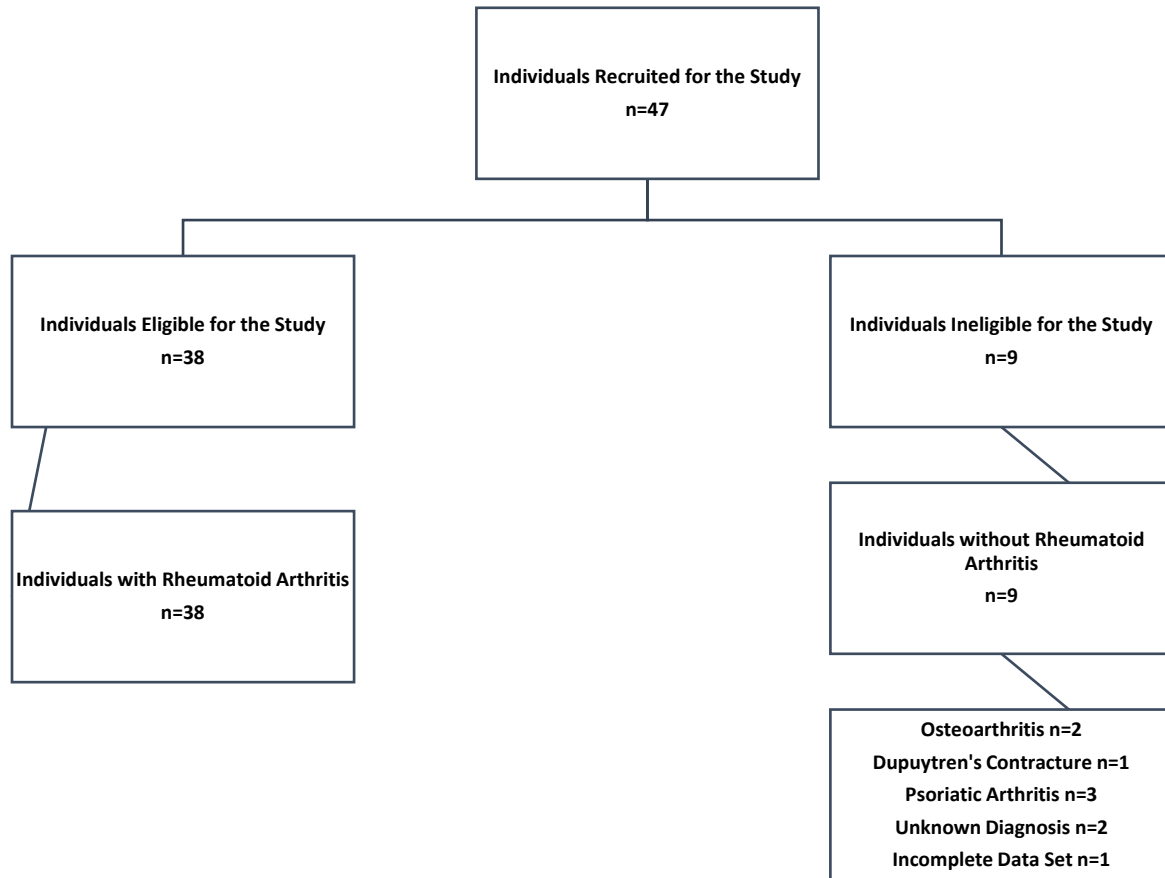 Individuals Recruited for the Study
n=47
Individuals Eligible for the Study
n=38
Individuals Ineligible for the Study
n=9
Individuals with Rheumatoid Arthritis
n=38
Individuals without Rheumatoid
Arthritis
n=9
Osteoarthritis n=2
Dupuytren's Contracture n=1
Psoriatic Arthritis n=3
Unknown Diagnosis n=2
Incomplete Data Set n=1